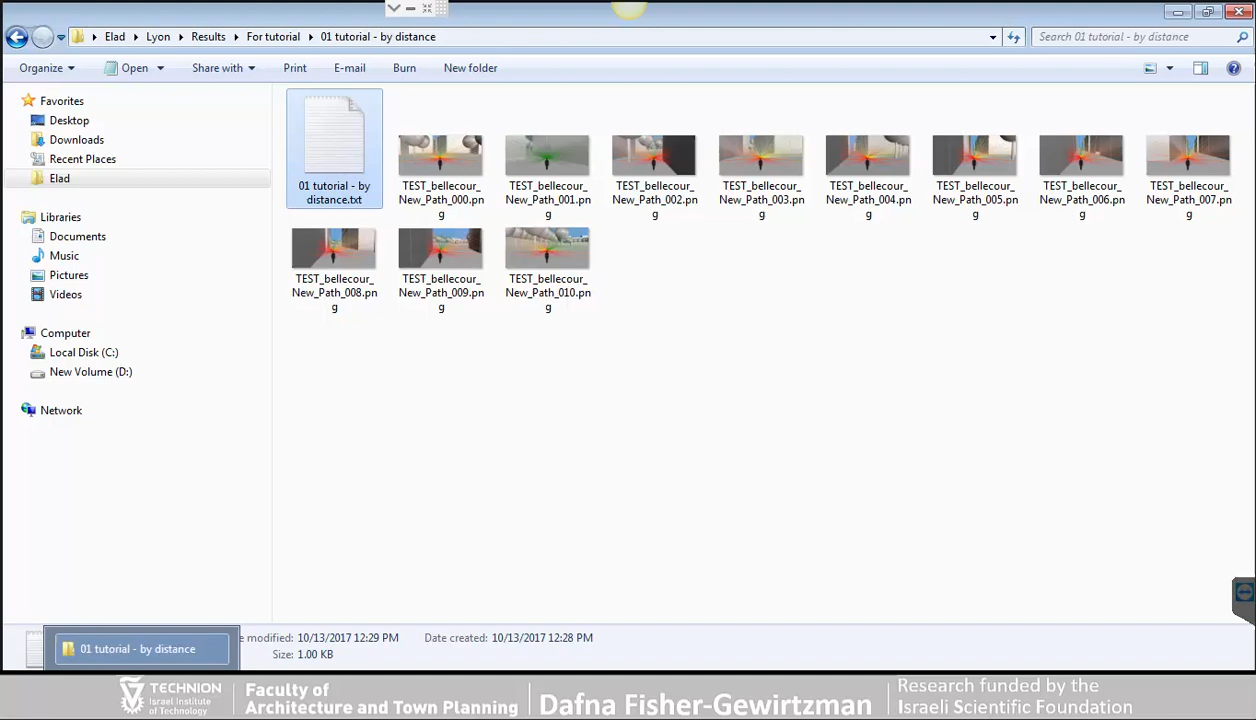 Elad Lyon Results For tutorial 01 tutorial - by distance
Search 01 tutorial - by distance
Organize Open Share with Print E-mail Burn New folder
Favorites
Desktop
Downloads
Recent Places
Elad
Libraries
Documents
Music
Pictures
Videos
Computer
Local Disk (C:)
New Volume (D:)
Network
01 tutorial - by
distance.txt
TEST_bellecour_
New_Path_000.pn
g
TEST_bellecour_
New_Path_001.pn
g
TEST_bellecour_
New_Path_002.pn
g
TEST_bellecour_
New_Path_003.pn
g
TEST_bellecour_
New_Path_004.pn
g
TEST_bellecour_
New_Path_005.pn
g
TEST_bellecour_
New_Path_006.pn
g
TEST_bellecour_
New_Path_007.pn
g
TEST_bellecour_
New_Path_008.pn
g
TEST_bellecour_
New_Path_009.pn
g
TEST_bellecour_
New_Path_010.pn
g
e modified: 10/13/2017 12:29 PM Date created: 10/13/2017 12:28 PM
Size: 1.00 KB
01 tutorial - by distance
TECHNION
Israel Institute
of Technology
Faculty of
Architecture and Town Planning
Dafna Fisher-Gewirtzman
Research funded by the
Israeli Scientific Foundation